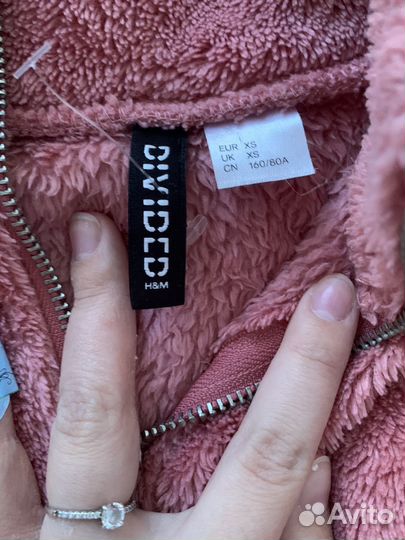 DIVIDED
H&M
EUR XS
UK XS
CN 160/80A
Avito